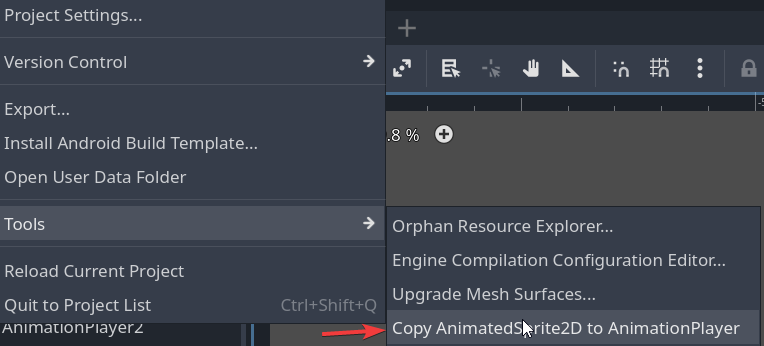 Project Settings...
Version Control
Export...
Install Android Build Template...
Open User Data Folder
Tools
Reload Current Project
Quit to Project List Ctrl+Shift+Q
AnimationPlayer2
.8 %
Orphan Resource Explorer...
Engine Compilation Configuration Editor...
Upgrade Mesh Surfaces...
Copy AnimatedSprite2D to AnimationPlayer